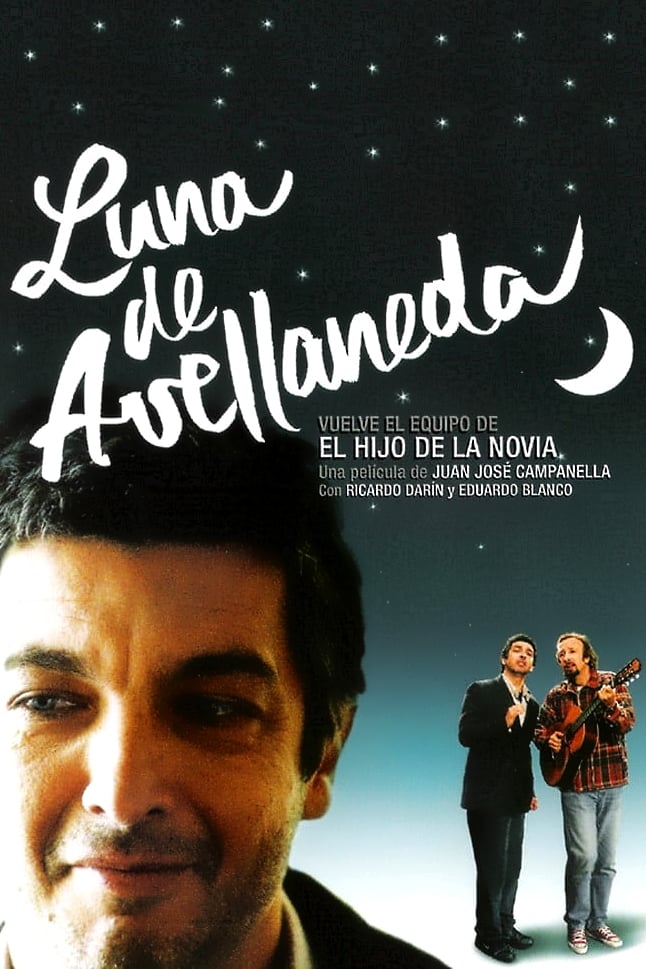 Luna
de
Avellaneda
VUELVE EL EQUIPO DE
EL HIJO DE LA NOVIA
Una película de JUAN JOSÉ CAMPANELLA
Con RICARDO DARÍN y EDUARDO BLANCO